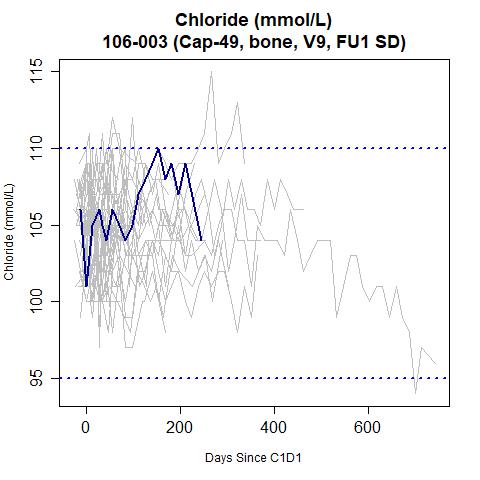 Chloride (mmol/L)
106-003 (Cap-49, bone, V9, FU1 SD)
Chloride (mmol/L)
115
110
105
100
95
0
200
400
600
Days Since C1D1